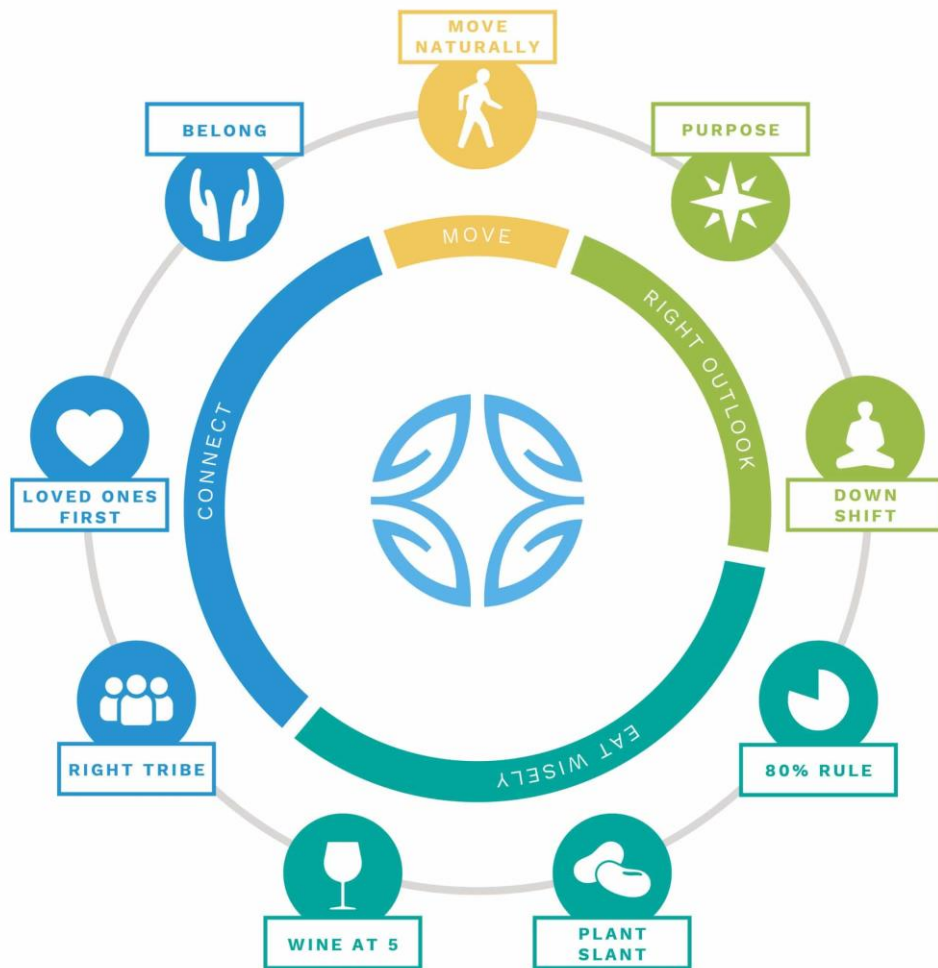 MOVE
NATURALLY
BELONG
PURPOSE
MOVE
RIGHT OUTLOOK
CONNECT
LOVED ONES
FIRST
DOWN
SHIFT
EAT WISELY
RIGHT TRIBE
80% RULE
WINE AT 5
PLANT
SLANT